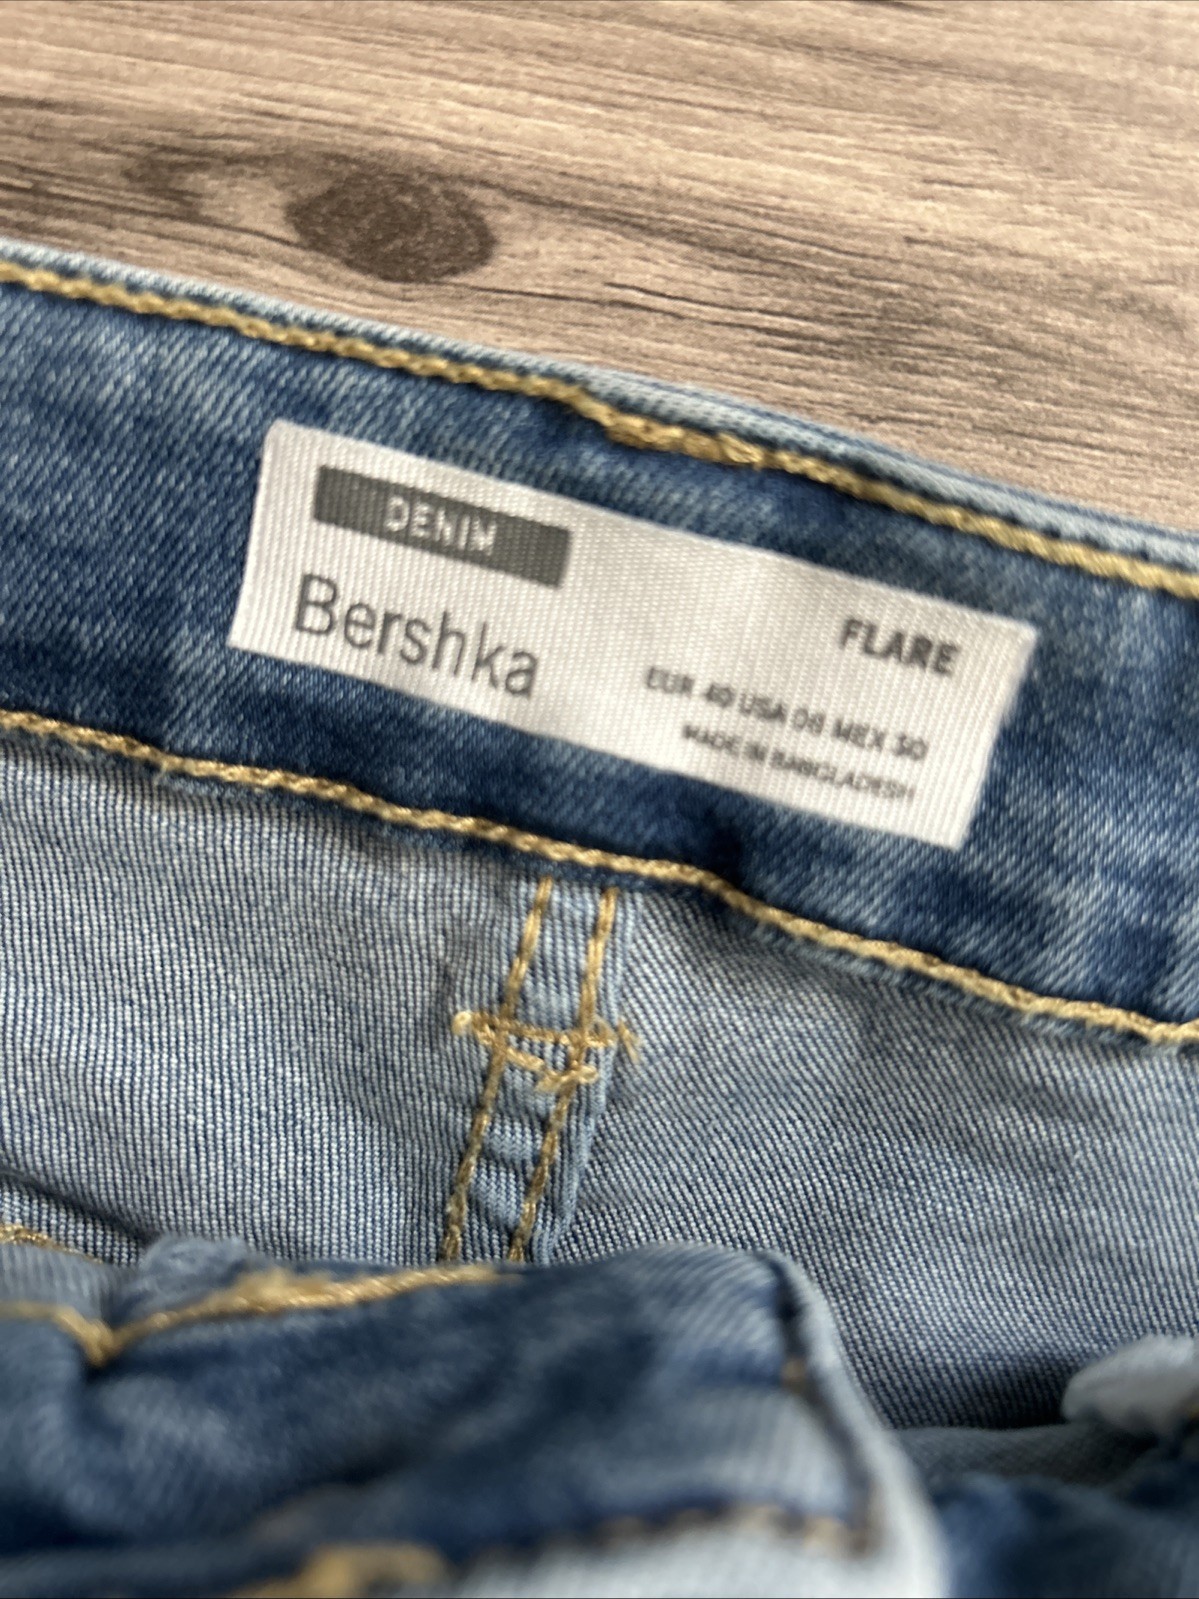 DENIM
Bershka
FLARE
EUR 40 USA 08 MEX 30
MADE IN BANGLADESH